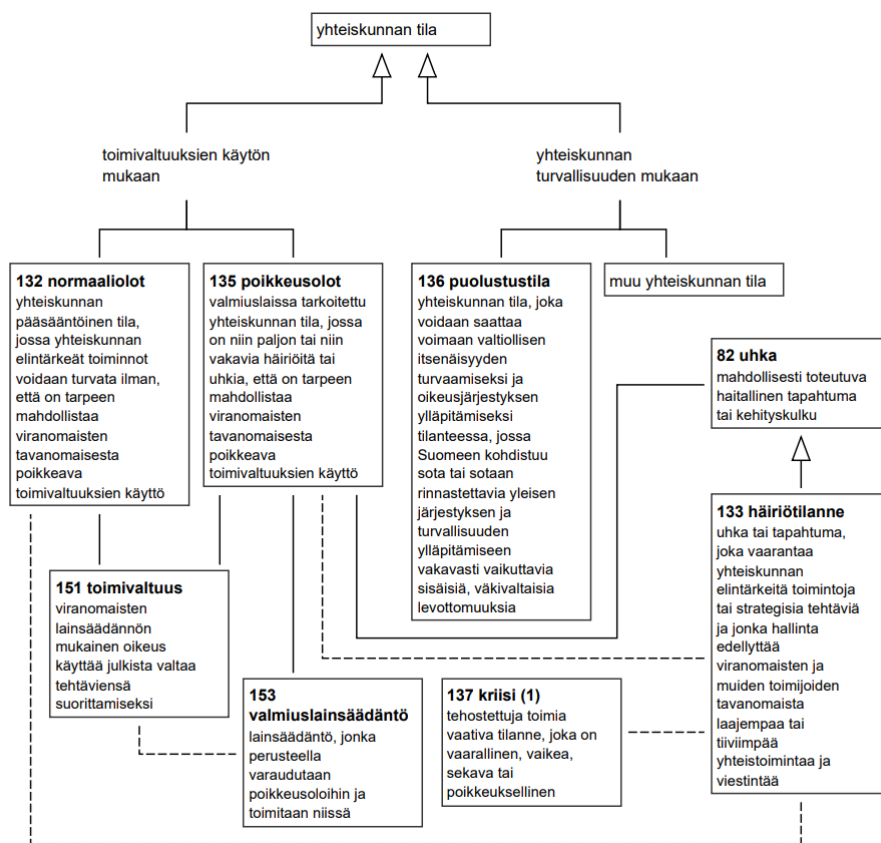 yhteiskunnan tila
toimivaltuuksien käytön
mukaan
yhteiskunnan
turvallisuuden mukaan
132 normaaliolot
yhteiskunnan
pääsääntöinen tila,
jossa yhteiskunnan
elintärkeät toiminnot
voidaan turvata ilman,
että on tarpeen
mahdollistaa
viranomaisten
tavanomaisesta
poikkeava
toimivaltuuksien käyttö
135 poikkeusolot
valmiuslaissa tarkoitettu
yhteiskunnan tila, jossa
on niin paljon tai niin
vakavia häiriöitä tai
uhkia, että on tarpeen
mahdollistaa
viranomaisten
tavanomaisesta
poikkeava
toimivaltuuksien käyttö
136 puolustustila
yhteiskunnan tila, joka
voidaan saattaa
voimaan valtiollisen
itsenäisyyden
turvaamiseksi ja
oikeusjärjestyksen
ylläpitämiseksi
tilanteessa, jossa
Suomeen kohdistuu
sota tai sotaan
rinnastettavia yleisen
järjestyksen ja
turvallisuuden
ylläpitämiseen
vakavasti vaikuttavia
sisäisiä, väkivaltaisia
levottomuuksia
muu yhteiskunnan tila
82 uhka
mahdollisesti toteutuva
haitallinen tapahtuma
tai kehityskulku
133 häiriötilanne
uhka tai tapahtuma,
joka vaarantaa
yhteiskunnan
elintärkeitä toimintoja
tai strategisia tehtäviä
ja jonka hallinta
edellyttää
viranomaisten ja
muiden toimijoiden
tavanomaista
laajempaa tai
tiiviimpää
yhteistoimintaa ja
viestintää
151 toimivaltuus
viranomaisten
lainsäädännön
mukainen oikeus
käyttää julkista valtaa
tehtäviensä
suorittamiseksi
153
valmiuslainsäädäntö
lainsäädäntö, jonka
perusteella
varaudutaan
poikkeusoloihin ja
toimitaan niissä
137 kriisi (1)
tehostettuja toimia
vaativa tilanne, joka on
vaarallinen, vaikea,
sekava tai
poikkeuksellinen